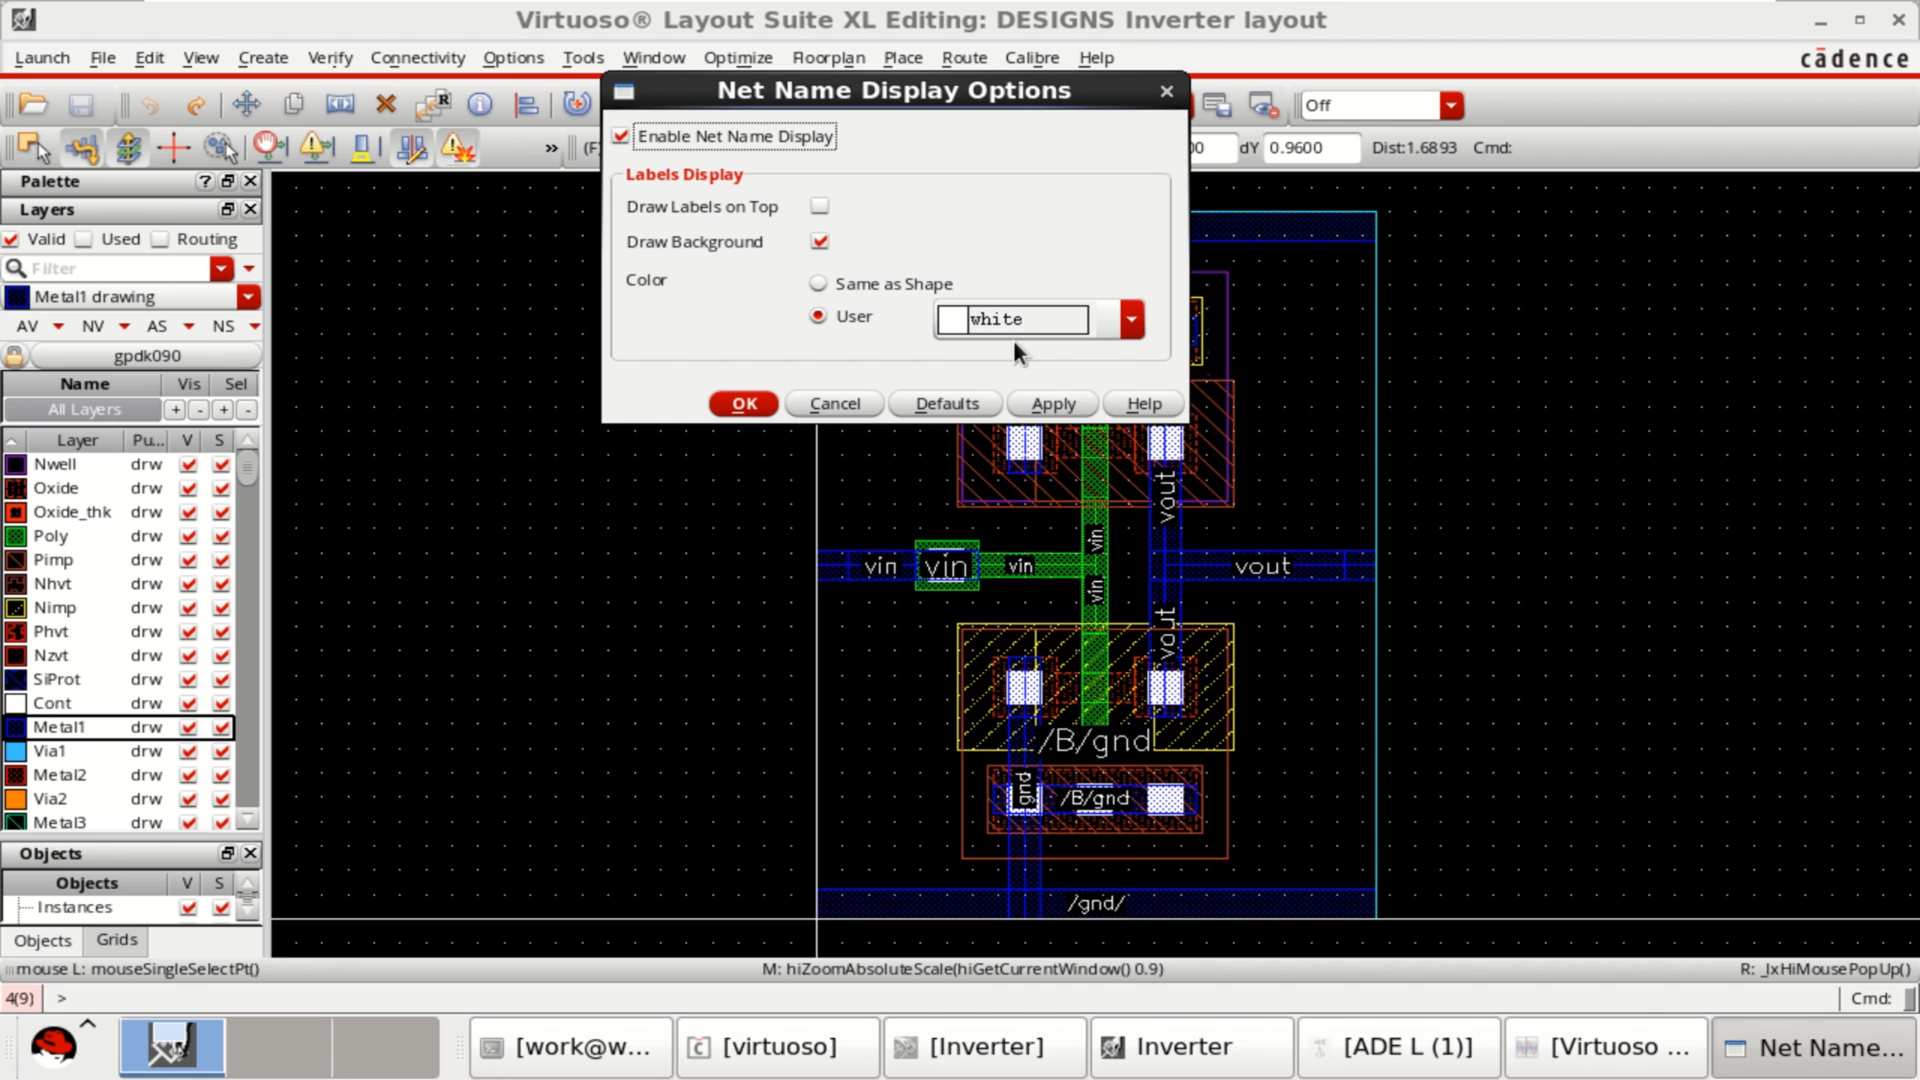 Virtuoso® Layout Suite XL Editing: DESIGNS Inverter layout
Launch File Edit View Create Verify Connectivity Options Tools Window Optimize Floorplan Place Route Calibre Help
cādence
Net Name Display Options
Off
Enable Net Name Display
» (F
00 dY 0.9600 Dist:1.6893 Cmd:
Labels Display
Draw Labels on Top
Draw Background
Color
Same as Shape
User
white
OK Cancel Defaults Apply Help
Palette
Layers
Valid Used Routing
Filter
Metal1 drawing
AV NV AS NS
gpdk090
Name Vis Sel
All Layers + - + -
Layer Pu... V S
Nwell drw
Oxide drw
Oxide_thk drw
Poly drw
Pimp drw
Nhvt drw
Nimp drw
Phvt drw
Nzvt drw
SiProt drw
Cont drw
Metal1 drw
Via1 drw
Metal2 drw
Via2 drw
Metal3 drw
Objects
Objects V S
Instances
Objects Grids
vout
vin
vin vin vin vout
vin
vout
/B/gnd
gnd /B/gnd
/gnd/
mouse L: mouseSingleSelectPt() M: hiZoomAbsoluteScale(hiGetCurrentWindow() 0.9) R: _lxHiMousePopUp()
4(9) > Cmd:
[work@w... [virtuoso] [Inverter] Inverter [ADE L (1)] [Virtuoso ... Net Name...